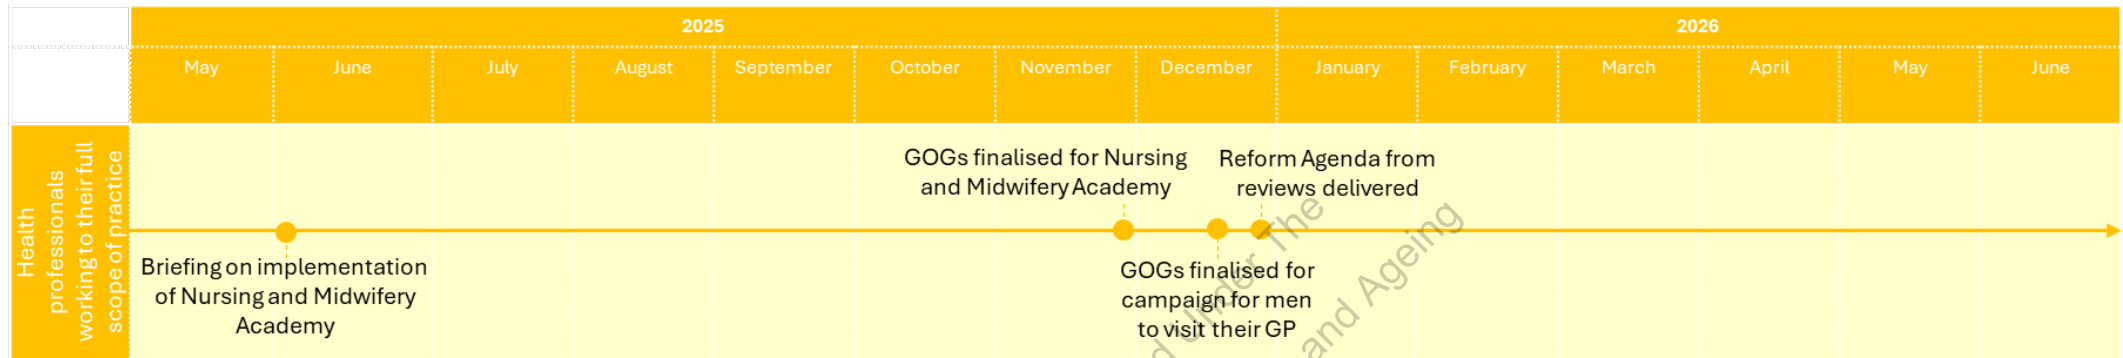 2025
2026
May
June
July
August
September
October
November
December
January
February
March
April
May
June
Health
professionals
working to their full
scope of practice
Briefing on implementation
of Nursing and Midwifery
Academy
GOGs finalised for Nursing
and Midwifery Academy
GOGs finalised for
campaign for men
to visit their GP
Reform Agenda from
reviews delivered
Under The
and Ageing